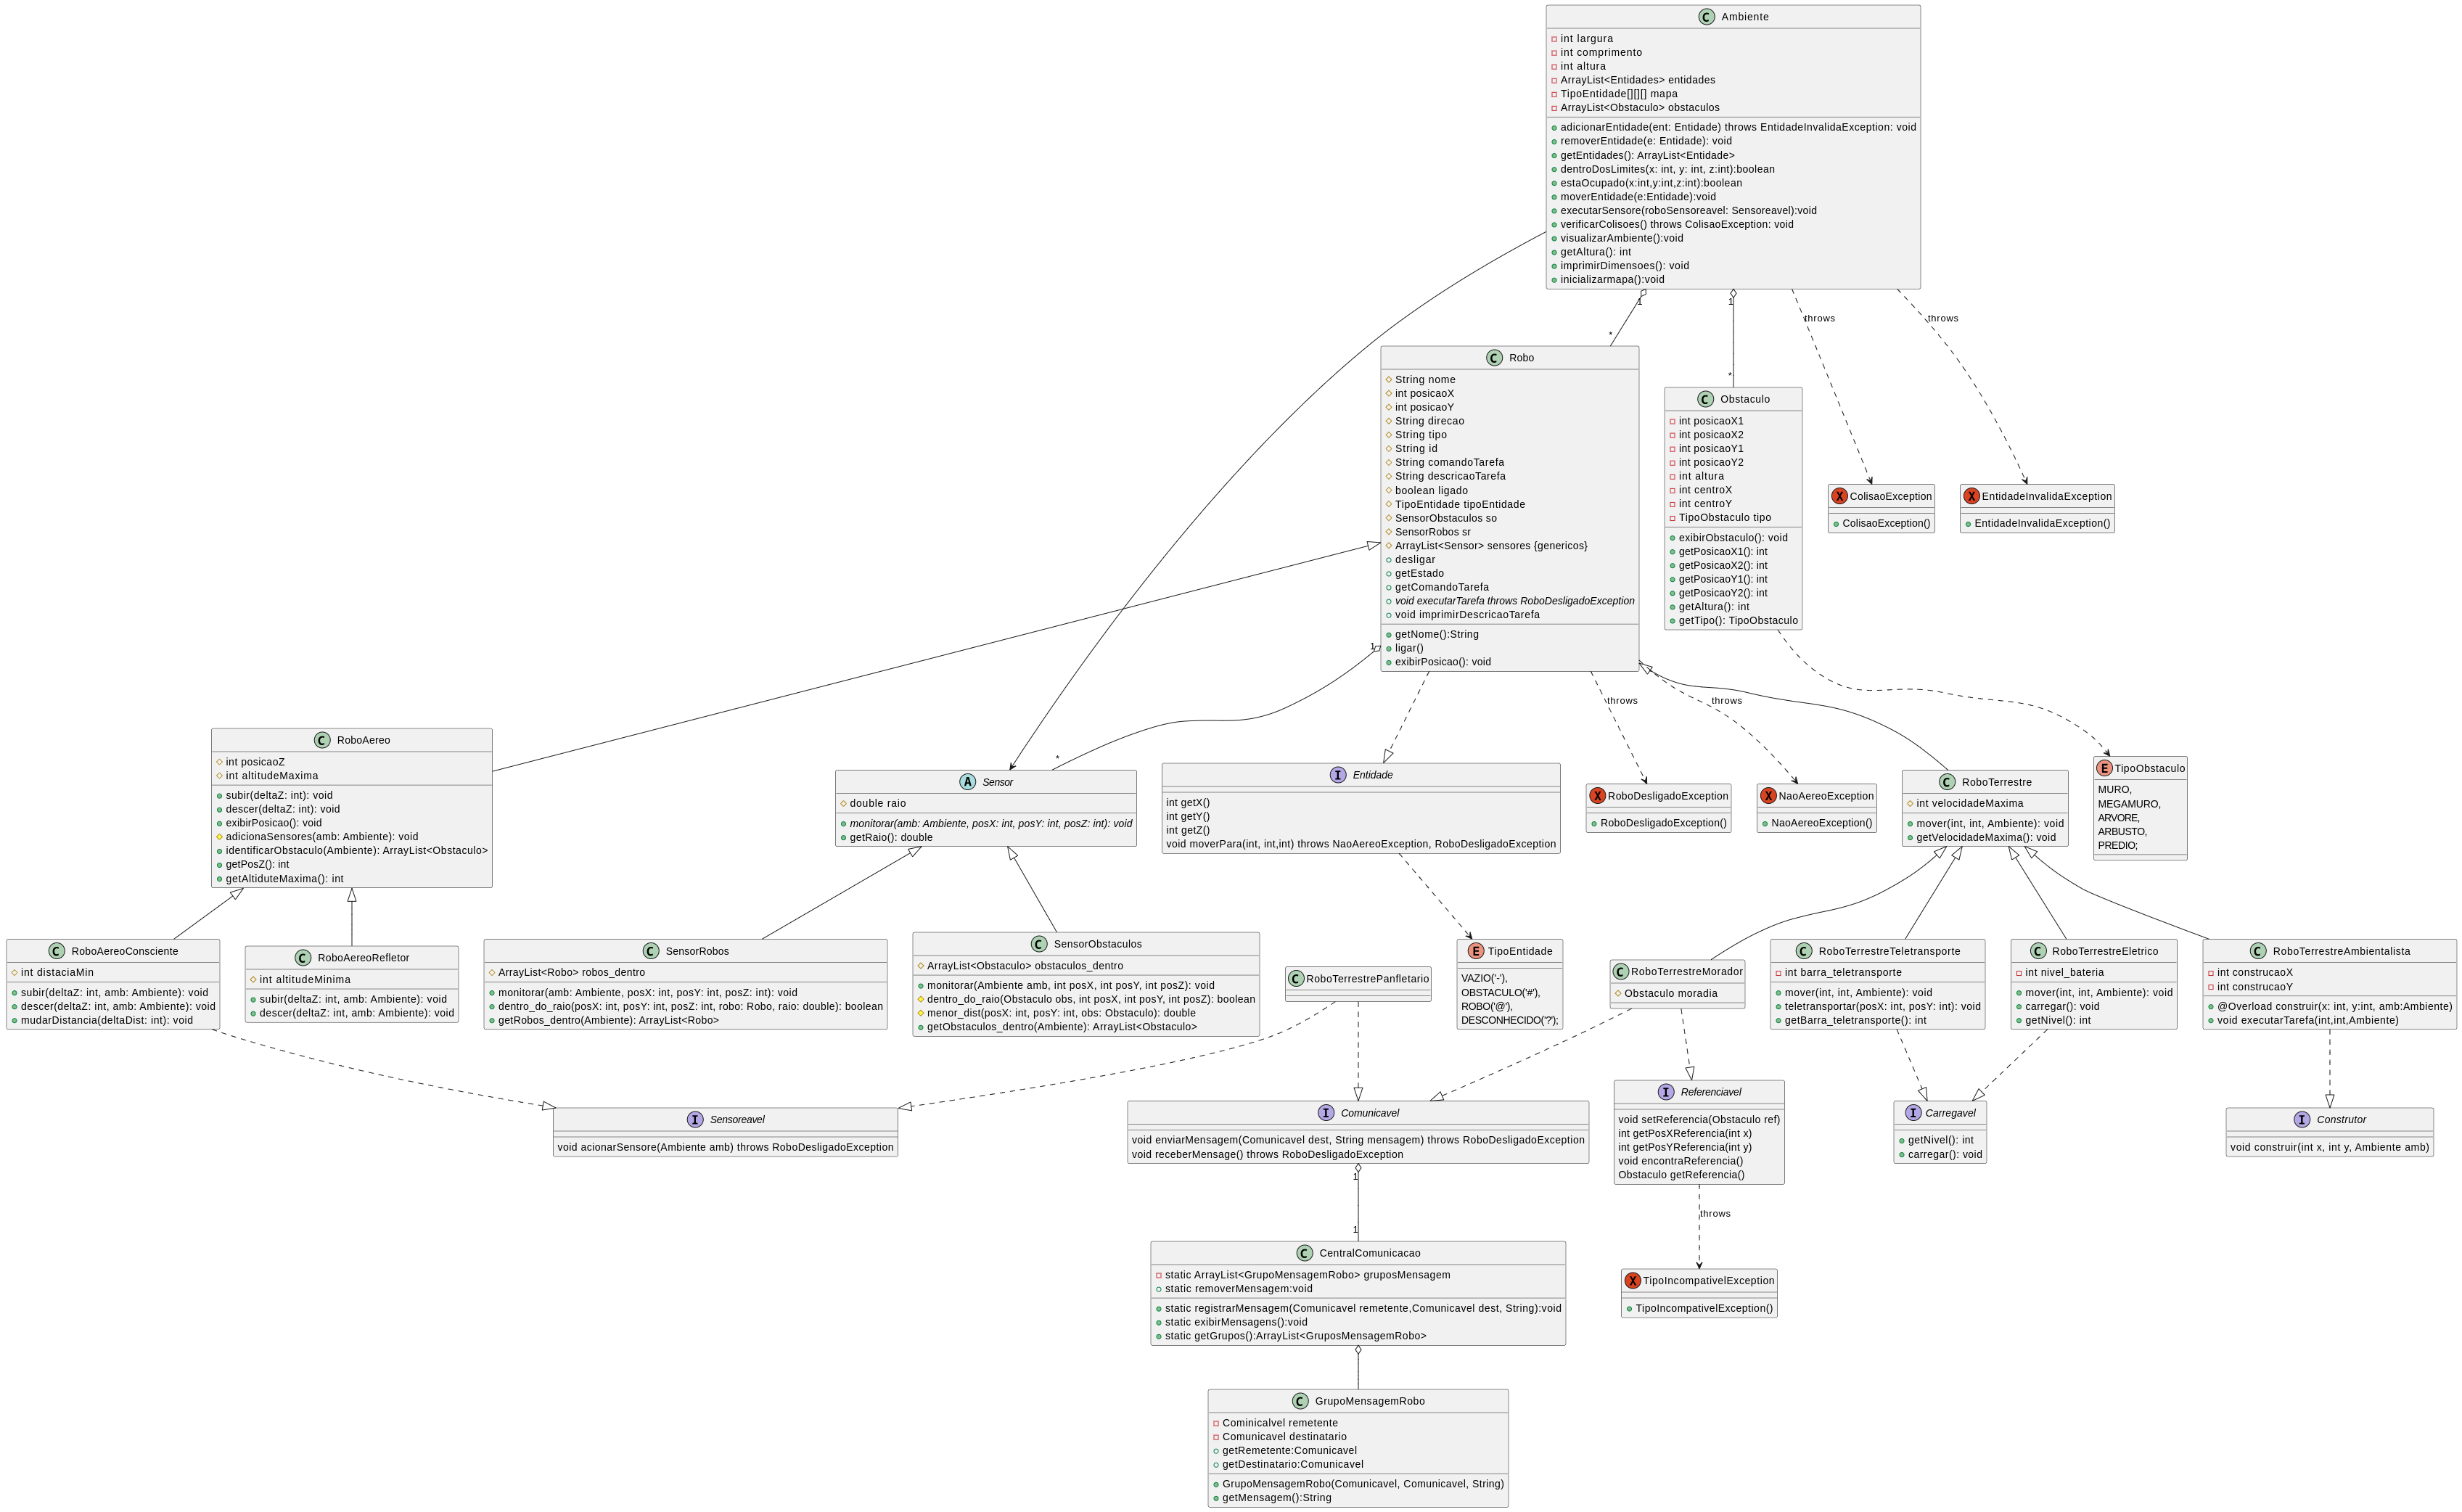 Ambiente
int largura
int comprimento
int altura
ArrayList<Entidades> entidades
TipoEntidade[][][] mapa
ArrayList<Obstaculo> obstaculos
adicionarEntidade(ent: Entidade) throws EntidadeInvalidaException: void
removerEntidade(e: Entidade): void
getEntidades(): ArrayList<Entidade>
dentroDosLimites(x: int, y: int, z:int):boolean
estaOcupado(x:int,y:int,z:int):boolean
moverEntidade(e:Entidade):void
executarSensore(roboSensoreavel: Sensoreavel):void
verificarColisoes() throws ColisaoException: void
visualizarAmbiente():void
getAltura(): int
imprimirDimensoes(): void
inicializarmapa():void
1
1
throws
throws
*
*
Robo
String nome
int posicaoX
int posicaoY
String direcao
String tipo
String id
String comandoTarefa
String descricaoTarefa
boolean ligado
TipoEntidade tipoEntidade
SensorObstaculos so
SensorRobos sr
ArrayList<Sensor> sensores {genericos}
desligar
getEstado
getComandoTarefa
void executarTarefa throws RoboDesligadoException
void imprimirDescricaoTarefa
getNome():String
ligar()
exibirPosicao(): void
Obstaculo
int posicaoX1
int posicaoX2
int posicaoY1
int posicaoY2
int altura
int centroX
int centroY
TipoObstaculo tipo
exibirObstaculo(): void
getPosicaoX1(): int
getPosicaoX2(): int
getPosicaoY1(): int
getPosicaoY2(): int
getAltura(): int
getTipo(): TipoObstaculo
ColisaoException
ColisaoException()
EntidadeInvalidaException
EntidadeInvalidaException()
1
*
throws
throws
RoboAereo
int posicaoZ
int altitudeMaxima
subir(deltaZ: int): void
descer(deltaZ: int): void
exibirPosicao(): void
adicionaSensores(amb: Ambiente): void
identificarObstaculo(Ambiente): ArrayList<Obstaculo>
getPosZ(): int
getAltiduteMaxima(): int
Sensor
double raio
monitorar(amb: Ambiente, posX: int, posY: int, posZ: int): void
getRaio(): double
Entidade
int getX()
int getY()
int getZ()
void moverPara(int, int,int) throws NaoAereoException, RoboDesligadoException
RoboDesligadoException
RoboDesligadoException()
NaoAereoException
NaoAereoException()
RoboTerrestre
int velocidadeMaxima
mover(int, int, Ambiente): void
getVelocidadeMaxima(): void
TipoObstaculo
MURO,
MEGAMURO,
ARVORE,
ARBUSTO,
PREDIO;
RoboAereoConsciente
int distaciaMin
subir(deltaZ: int, amb: Ambiente): void
descer(deltaZ: int, amb: Ambiente): void
mudarDistancia(deltaDist: int): void
RoboAereoRefletor
int altitudeMinima
subir(deltaZ: int, amb: Ambiente): void
descer(deltaZ: int, amb: Ambiente): void
SensorRobos
ArrayList<Robo> robos_dentro
monitorar(amb: Ambiente, posX: int, posY: int, posZ: int): void
dentro_do_raio(posX: int, posY: int, posZ: int, robo: Robo, raio: double): boolean
getRobos_dentro(Ambiente): ArrayList<Robo>
SensorObstaculos
ArrayList<Obstaculo> obstaculos_dentro
monitorar(Ambiente amb, int posX, int posY, int posZ): void
dentro_do_raio(Obstaculo obs, int posX, int posY, int posZ): boolean
menor_dist(posX: int, posY: int, obs: Obstaculo): double
getObstaculos_dentro(Ambiente): ArrayList<Obstaculo>
RoboTerrestrePanfletario
TipoEntidade
VAZIO('-'),
OBSTACULO('#'),
ROBO('@'),
DESCONHECIDO('?');
RoboTerrestreMorador
Obstaculo moradia
RoboTerrestreTeletransporte
int barra_teletransporte
mover(int, int, Ambiente): void
teletransportar(posX: int, posY: int): void
getBarra_teletransporte(): int
RoboTerrestreEletrico
int nivel_bateria
mover(int, int, Ambiente): void
carregar(): void
getNivel(): int
RoboTerrestreAmbientalista
int construcaoX
int construcaoY
@Overload construir(x: int, y:int, amb:Ambiente)
void executarTarefa(int,int,Ambiente)
Sensoreavel
void acionarSensore(Ambiente amb) throws RoboDesligadoException
Comunicavel
void enviarMensagem(Comunicavel dest, String mensagem) throws RoboDesligadoException
void receberMensage() throws RoboDesligadoException
Referenciavel
void setReferencia(Obstaculo ref)
int getPosXReferencia(int x)
int getPosYReferencia(int y)
void encontraReferencia()
Obstaculo getReferencia()
Carregavel
getNivel(): int
carregar(): void
Construtor
void construir(int x, int y, Ambiente amb)
1
1
throws
CentralComunicacao
static ArrayList<GrupoMensagemRobo> gruposMensagem
static removerMensagem:void
static registrarMensagem(Comunicavel remetente,Comunicavel dest, String):void
static exibirMensagens():void
static getGrupos():ArrayList<GruposMensagemRobo>
TipoIncompativelException
TipoIncompativelException()
GrupoMensagemRobo
Cominicalvel remetente
Comunicavel destinatario
getRemetente:Comunicavel
getDestinatario:Comunicavel
GrupoMensagemRobo(Comunicavel, Comunicavel, String)
getMensagem():String